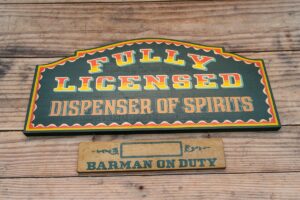 FULLY
LICENSED
DISPENSER OF SPIRITS
BARMAN ON DUTY